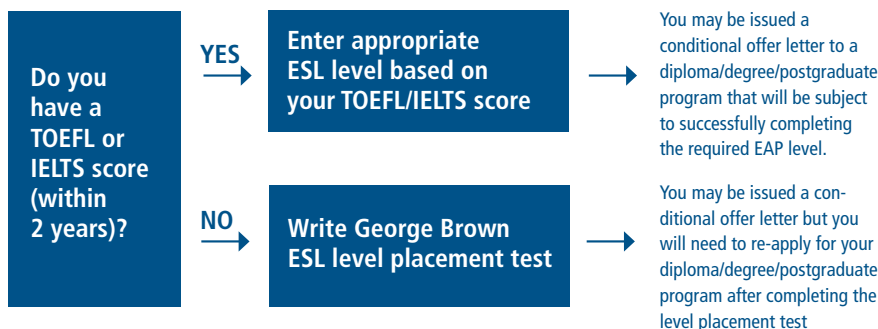 Do you
have a
TOEFL or
IELTS score
(within
2 years)?
YES
Enter appropriate
ESL level based on
your TOEFL/IELTS score
You may be issued a
conditional offer letter to a
diploma/degree/postgraduate
program that will be subject
to successfully completing
the required EAP level.
NO
Write George Brown
ESL level placement test
You may be issued a con-
ditional offer letter but you
will need to re-apply for your
diploma/degree/postgraduate
program after completing the
level placement test